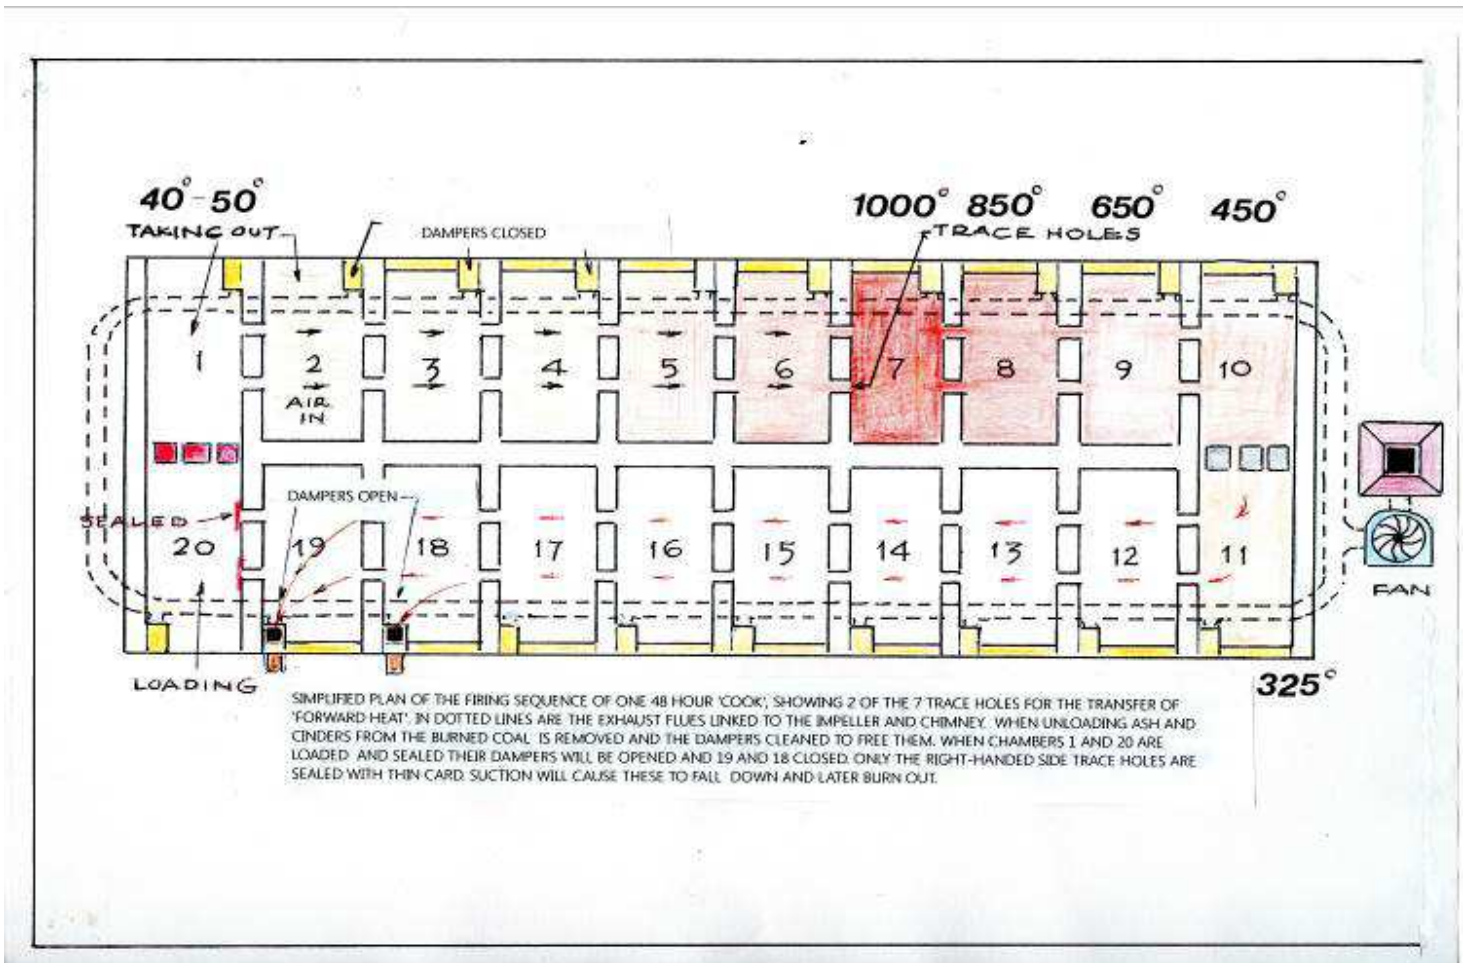 40°-50°
1000° 850° 650° 450°
TAKING OUT
DAMPERS CLOSED
TRACE HOLES
1 2 3 4 5 6 7 8 9 10
AIR
IN
DAMPERS OPEN
SEALED
20 19 18 17 16 15 14 13 12 11
FAN
LOADING
325°
SIMPLIFIED PLAN OF THE FIRING SEQUENCE OF ONE 48 HOUR 'COOK', SHOWING 2 OF THE 7 TRACE HOLES FOR THE TRANSFER OF
'FORWARD HEAT'. IN DOTTED LINES ARE THE EXHAUST FLUES LINKED TO THE IMPELLER AND CHIMNEY. WHEN UNLOADING ASH AND
CINDERS FROM THE BURNED COAL IS REMOVED AND THE DAMPERS CLEANED TO FREE THEM. WHEN CHAMBERS 1 AND 20 ARE
LOADED AND SEALED THEIR DAMPERS WILL BE OPENED AND 19 AND 18 CLOSED. ONLY THE RIGHT-HANDED SIDE TRACE HOLES ARE
SEALED WITH THIN CARD. SUCTION WILL CAUSE THESE TO FALL DOWN AND LATER BURN OUT.